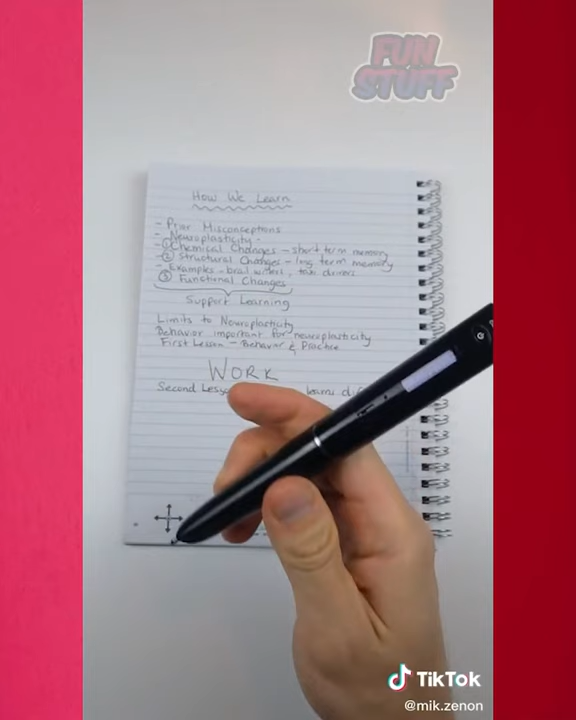 FUN
STUFF
How We Learn
- Prior Misconceptions
- Neuroplasticity -
① Chemical Changes - short term memory
② Structural Changes - long term memory
- Examples - brail writers, taxi drivers
③ Functional Changes
Support Learning
Limits to Neuroplasticity
Behavior important for neuroplasticity
First Lesson - Behavior & Practice
WORK
Second learns
TikTok
@mik.zenon